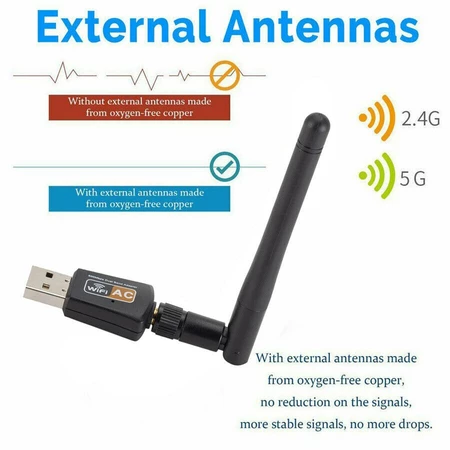 External Antennas
Without external antennas made
from oxygen-free copper
2.4G
With external antennas made
from oxygen-free copper
5G
WiFi AC
With external antennas made
from oxygen-free copper,
no reduction on the signals,
more stable signals, no more drops.